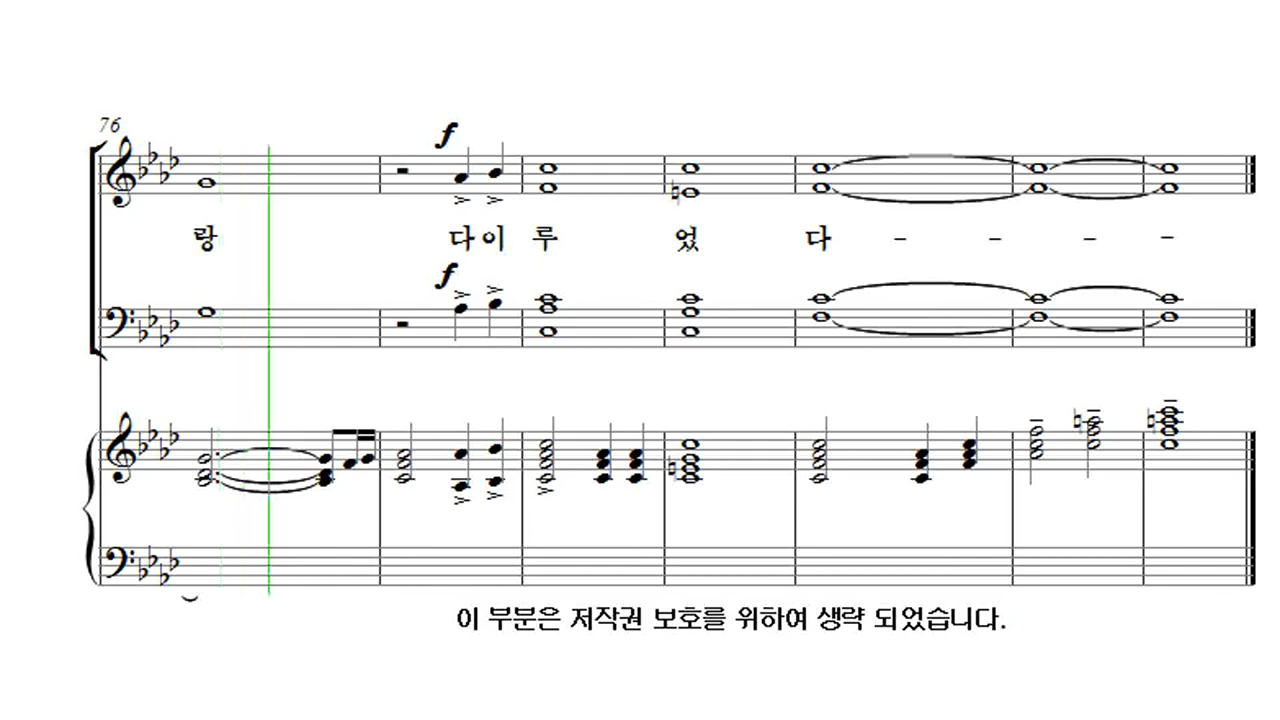 76
f
랑 다 이 루 었 다 - - - -
f
이 부분은 저작권 보호를 위하여 생략 되었습니다.